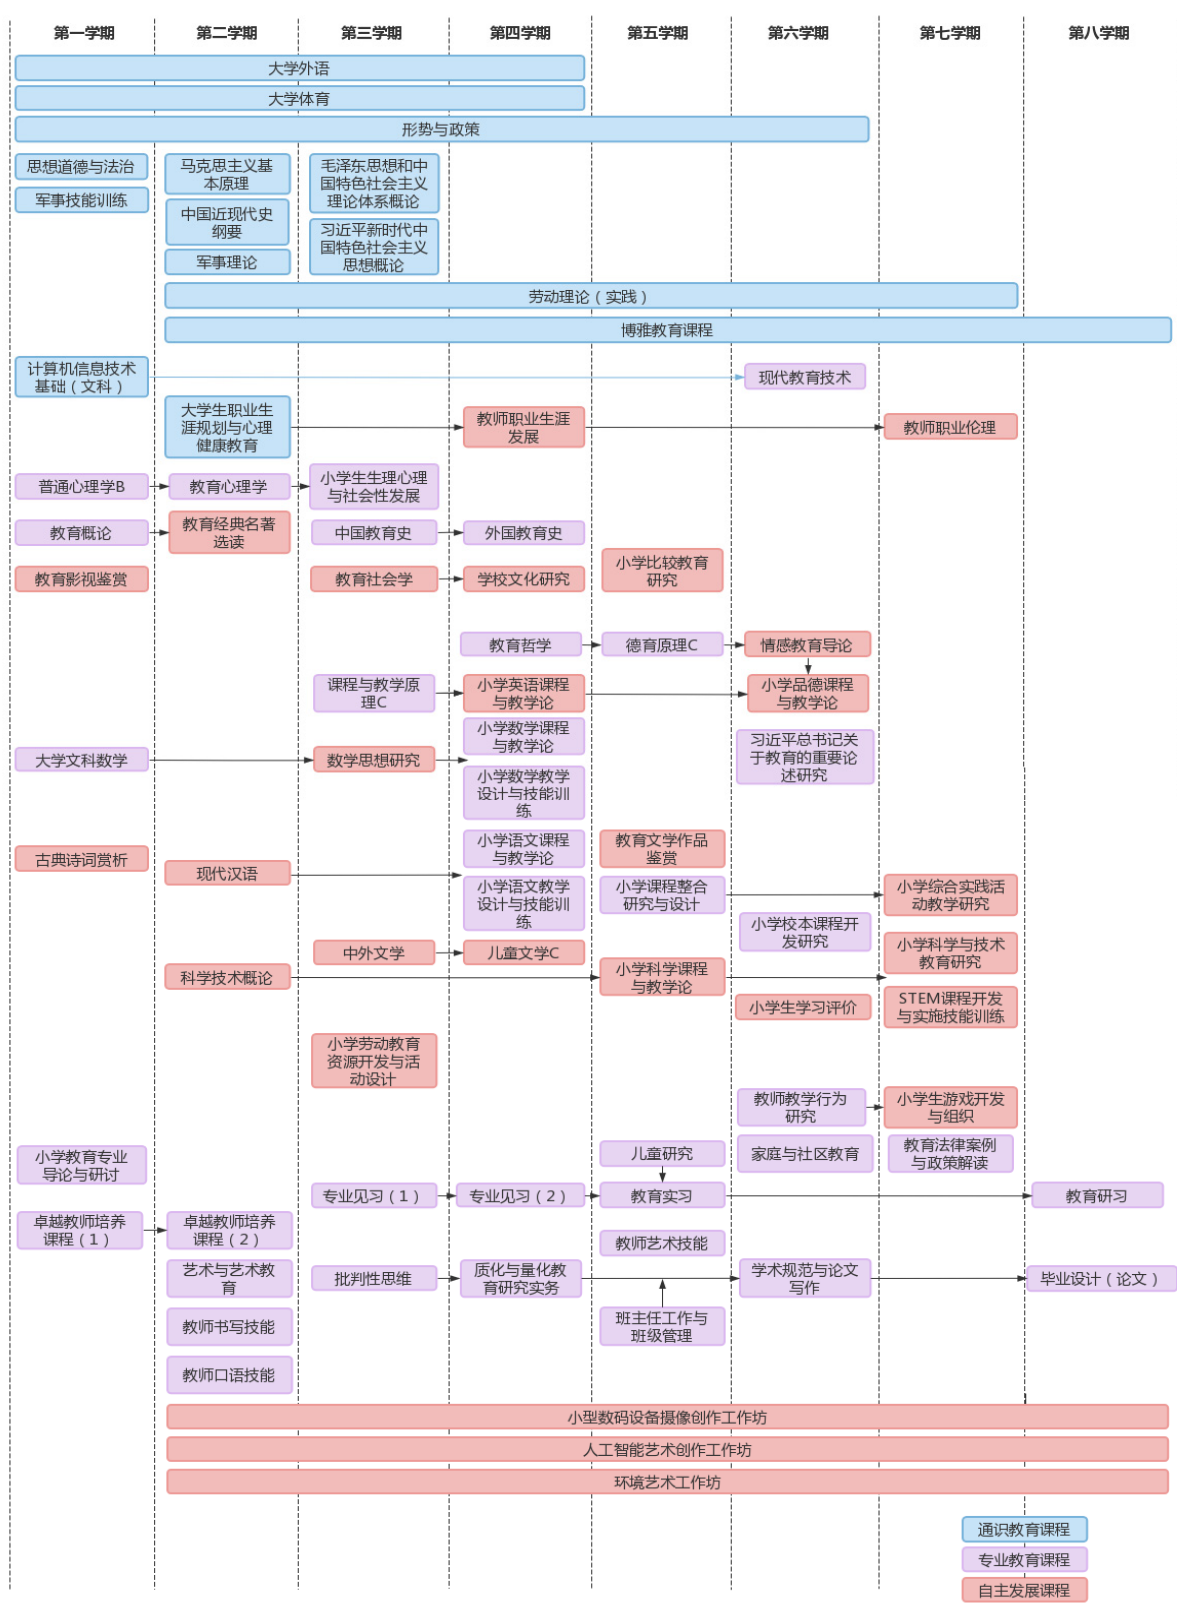 第一学期
第二学期
第三学期
第四学期
第五学期
第六学期
第七学期
第八学期
大学外语
大学体育
形势与政策
思想道德与法治
马克思主义基
本原理
毛泽东思想和中
国特色社会主义
理论体系概论
军事技能训练
中国近现代史
纲要
习近平新时代中
国特色社会主义
思想概论
军事理论
劳动理论（实践）
博雅教育课程
计算机信息技术
基础（文科）
现代教育技术
大学生职业生
涯规划与心理
健康教育
教师职业生涯
发展
教师职业伦理
普通心理学B
教育心理学
小学生生理心理
与社会性发展
教育概论
教育经典名著
选读
中国教育史
外国教育史
教育影视鉴赏
教育社会学
学校文化研究
小学比较教育
研究
教育哲学
德育原理C
情感教育导论
课程与教学原
理C
小学英语课程
与教学论
小学品德课程
与教学论
小学数学课程
与教学论
大学文科数学
数学思想研究
习近平总书记关
于教育的重要论
述研究
小学数学教学
设计与技能训
练
小学语文课程
与教学论
教育文学作品
鉴赏
古典诗词赏析
现代汉语
小学语文教学
设计与技能训
练
小学课程整合
研究与设计
小学综合实践活
动教学研究
小学校本课程开
发研究
中外文学
儿童文学C
小学科学与技术
教育研究
科学技术概论
小学科学课程
与教学论
小学生学习评价
STEM课程开发
与实施技能训练
小学劳动教育
资源开发与活
动设计
教师教学行为
研究
小学生游戏开发
与组织
小学教育专业
导论与研讨
儿童研究
家庭与社区教育
教育法律案例
与政策解读
专业见习（1）
专业见习（2）
教育实习
教育研习
卓越教师培养
课程（1）
卓越教师培养
课程（2）
教师艺术技能
艺术与艺术教
育
批判性思维
质化与量化教
育研究实务
学术规范与论文
写作
毕业设计（论文）
教师书写技能
班主任工作与
班级管理
教师口语技能
小型数码设备摄像创作工作坊
人工智能艺术创作工作坊
环境艺术工作坊
通识教育课程
专业教育课程
自主发展课程